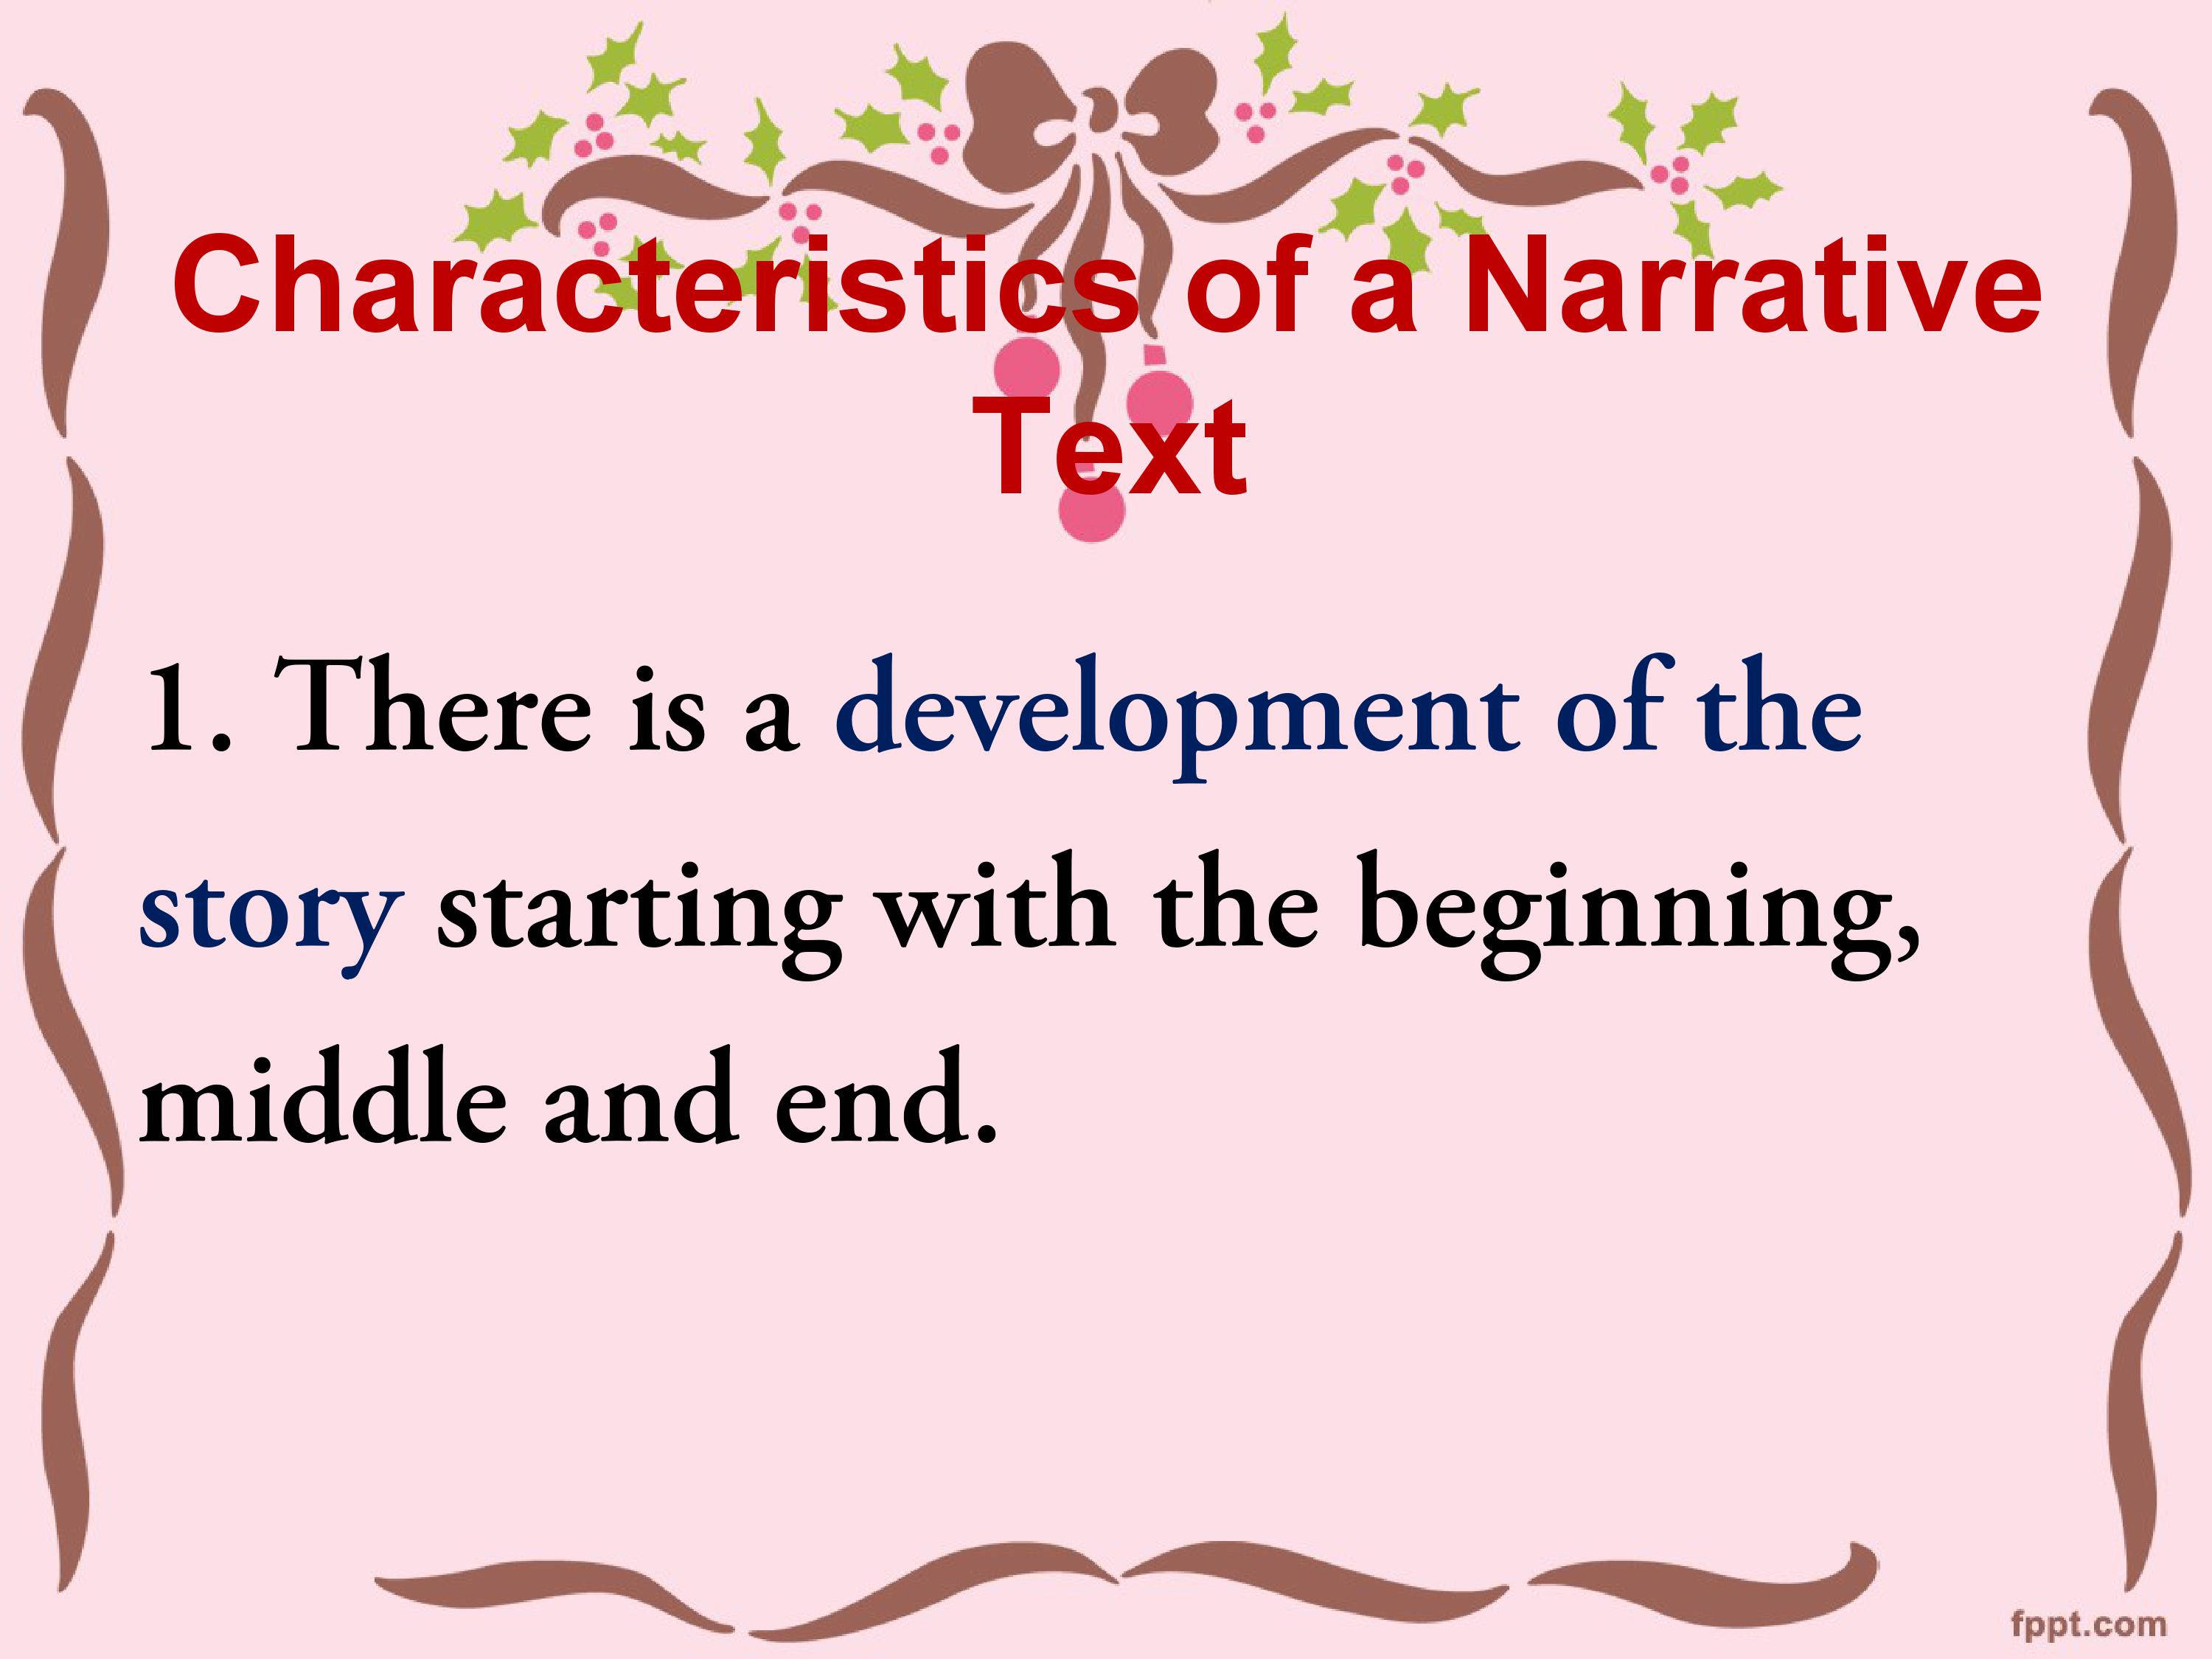 Characteristics of a Narrative
Text
1. There is a development of the
story starting with the beginning,
middle and end.
fppt.com